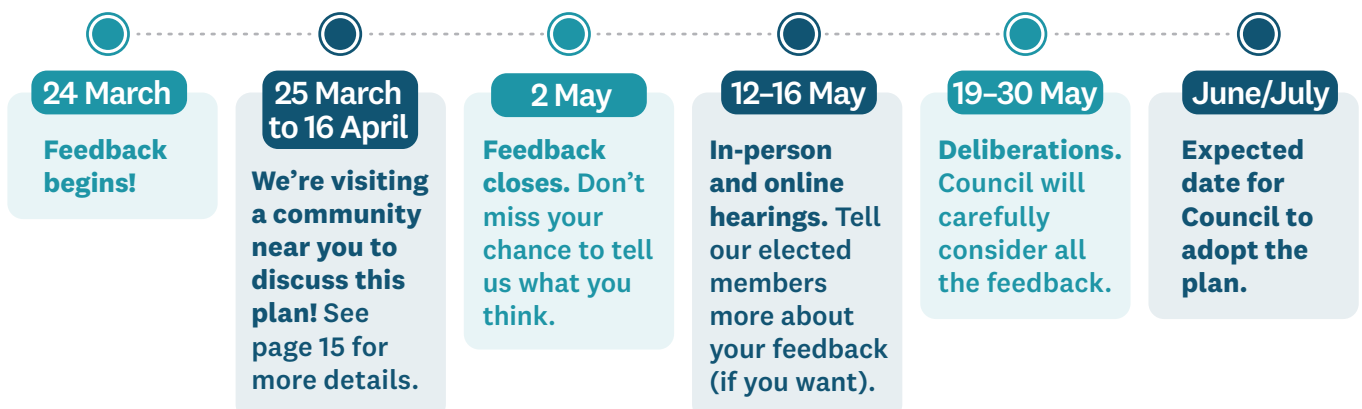 24 March
Feedback
begins!
25 March
to 16 April
We're visiting
a community
near you to
discuss this
plan! See
page 15 for
more details.
2 May
Feedback
closes. Don't
miss your
chance to tell
us what you
think.
12–16 May
In-person
and online
hearings. Tell
our elected
members
more about
your feedback
(if you want).
19–30 May
Deliberations.
Council will
carefully
consider all
the feedback.
June/July
Expected
date for
Council to
adopt the
plan.